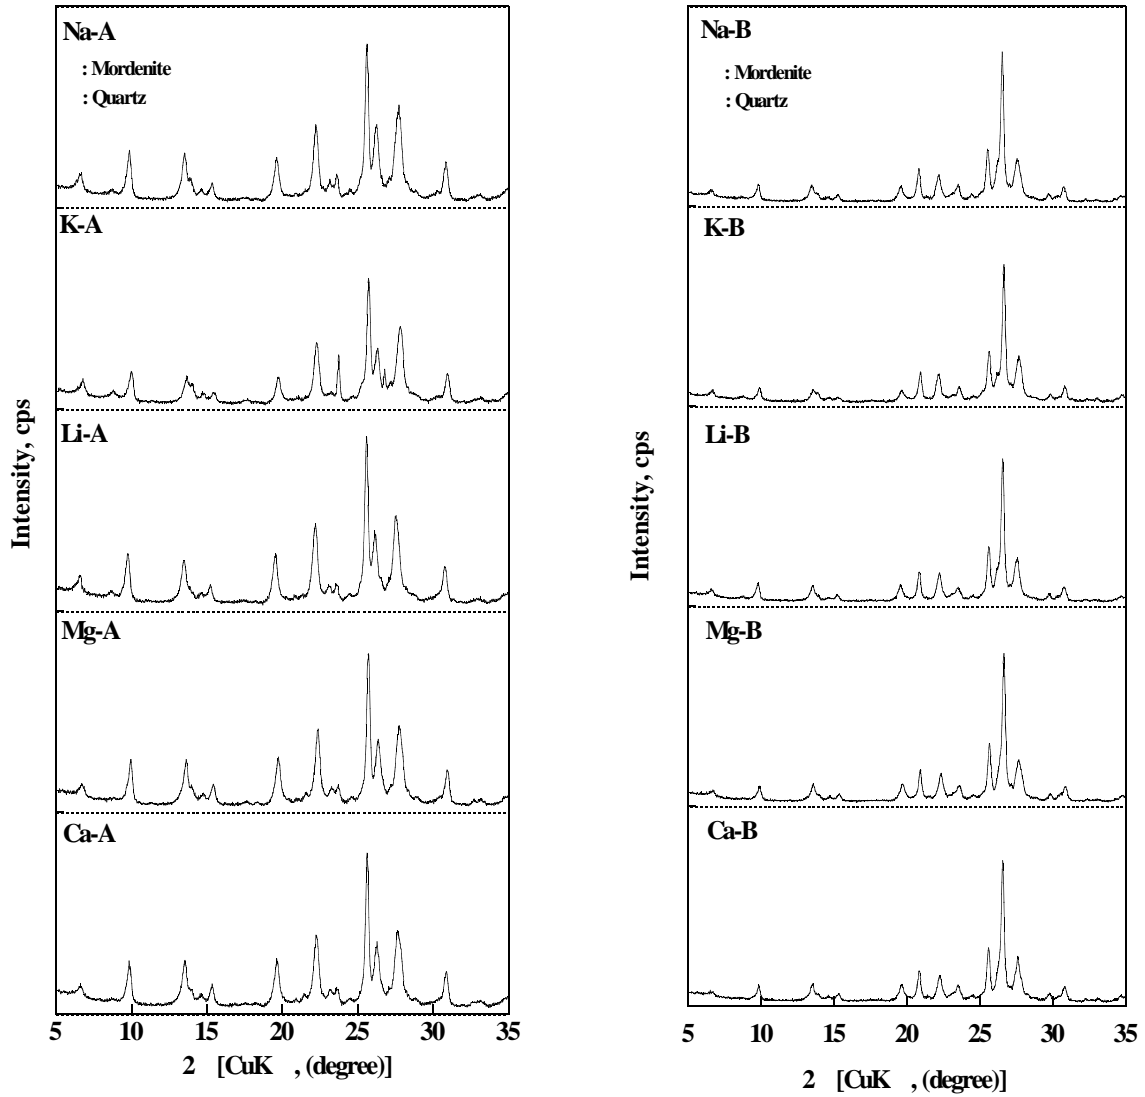 Na-A
: Mordenite
: Quartz
K-A
Li-A
Mg-A
Ca-A
Intensity, cps
5 10 15 20 25 30 35
2 [CuK , (degree)]
Na-B
: Mordenite
: Quartz
K-B
Li-B
Mg-B
Ca-B
Intensity, cps
5 10 15 20 25 30 35
2 [CuK , (degree)]